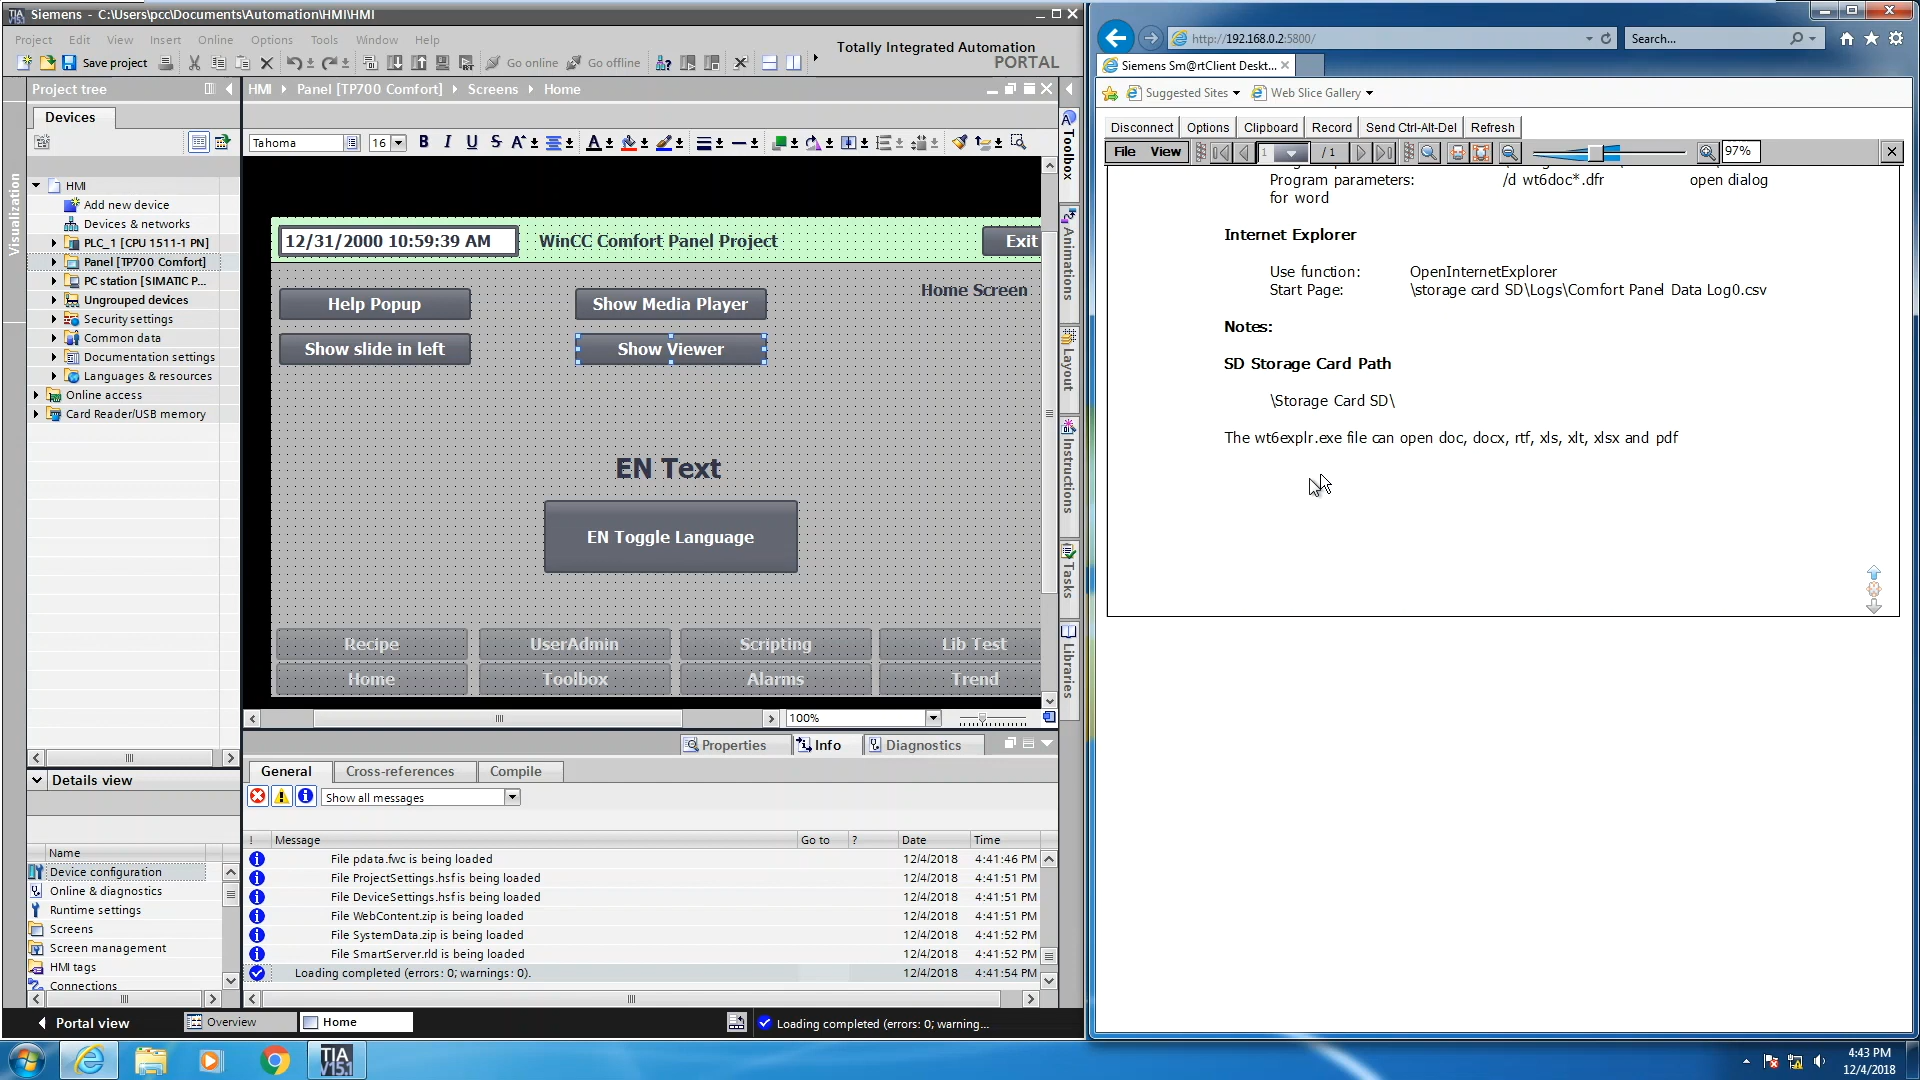 Siemens - C:\Users\pcc\Documents\Automation\HMI\HMI
Project Edit View Insert Online Options Tools Window Help
Totally Integrated Automation
PORTAL
Save project
Go online
Go offline
Project tree
Devices
Visualization
HMI
Add new device
Devices & networks
PLC_1 [CPU 1511-1 PN]
Panel [TP700 Comfort]
PC station [SIMATIC P...
Ungrouped devices
Security settings
Common data
Documentation settings
Languages & resources
Online access
Card Reader/USB memory
Details view
Name
Device configuration
Online & diagnostics
Runtime settings
Screens
Screen management
HMI tags
Connections
HMI Panel [TP700 Comfort] Screens Home
Tahoma 16 B I U S A A
12/31/2000 10:59:39 AM
WinCC Comfort Panel Project
Exit
Help Popup
Show Media Player
Home Screen
Show slide in left
Show Viewer
EN Text
EN Toggle Language
Recipe UserAdmin Scripting Lib Test
Home Toolbox Alarms Trend
100%
Toolbox
Animations
Layout
Instructions
Tasks
Libraries
Properties Info Diagnostics
General Cross-references Compile
Show all messages
! Message Go to ? Date Time
File pdata.fwc is being loaded 12/4/2018 4:41:46 PM
File ProjectSettings.hsf is being loaded 12/4/2018 4:41:51 PM
File DeviceSettings.hsf is being loaded 12/4/2018 4:41:51 PM
File WebContent.zip is being loaded 12/4/2018 4:41:51 PM
File SystemData.zip is being loaded 12/4/2018 4:41:52 PM
File SmartServer.rld is being loaded 12/4/2018 4:41:52 PM
Loading completed (errors: 0; warnings: 0). 12/4/2018 4:41:54 PM
Portal view
Overview
Home
Loading completed (errors: 0; warning...
http://192.168.0.2:5800/
Search...
Siemens Sm@rtClient Deskt...
Suggested Sites
Web Slice Gallery
Disconnect Options Clipboard Record Send Ctrl-Alt-Del Refresh
File View 1 / 1 97%
Program parameters: /d wt6doc*.dfr open dialog
for word
Internet Explorer
Use function: OpenInternetExplorer
Start Page: \storage card SD\Logs\Comfort Panel Data Log0.csv
Notes:
SD Storage Card Path
\Storage Card SD\
The wt6explr.exe file can open doc, docx, rtf, xls, xlt, xlsx and pdf
TIA
V15.1
4:43 PM
12/4/2018